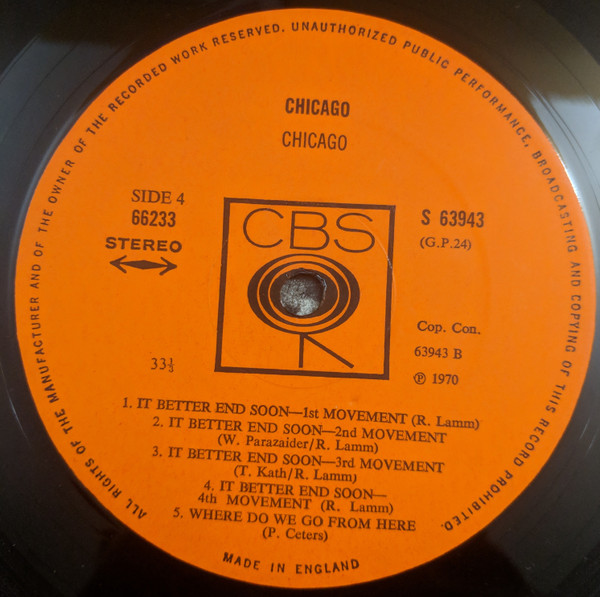 ALL RIGHTS OF THE MANUFACTURER AND OF THE OWNER OF THE RECORDED WORK RESERVED. UNAUTHORIZED PUBLIC PERFORMANCE, BROADCASTING AND COPYING OF THIS RECORD PROHIBITED.
CHICAGO
CHICAGO
SIDE 4
66233
STEREO
CBS
S 63943
(G.P.24)
33⅓
Cop. Con.
63943 B
℗ 1970
1. IT BETTER END SOON—1st MOVEMENT (R. Lamm)
2. IT BETTER END SOON—2nd MOVEMENT
(W. Parazaider/R. Lamm)
3. IT BETTER END SOON—3rd MOVEMENT
(T. Kath/R. Lamm)
4. IT BETTER END SOON—
4th MOVEMENT (R. Lamm)
5. WHERE DO WE GO FROM HERE
(P. Ceters)
MADE IN ENGLAND